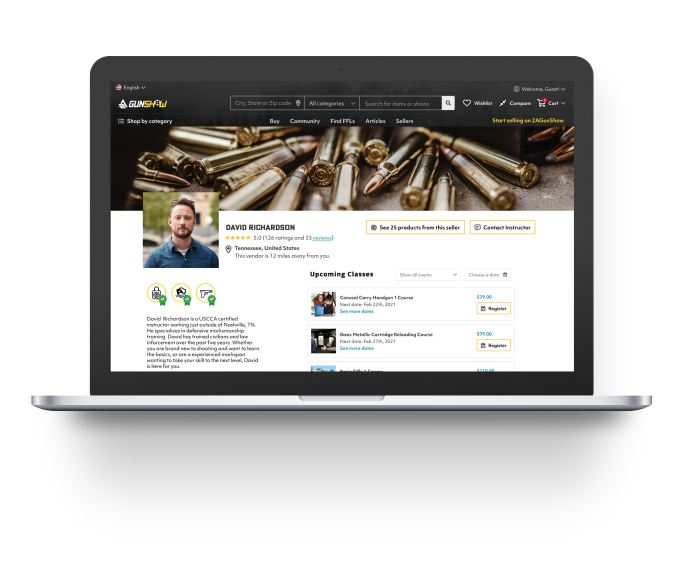 English
Welcome, Guest!
GUNSHOW
City, State or Zip code
All categories
Search for items or shows
Wishlist
Compare
Cart
Shop by category
Buy
Community
Find FFLs
Articles
Sellers
Start selling on 2AGunShow
DAVID RICHARDSON
5.0 (126 ratings and 33 reviews)
Tennessee, United States
This vendor is 12 miles away from you.
See 25 products from this seller
Contact Instructor
Upcoming Classes
Show all events
Choose a date
Conceal Carry Handgun 1 Course
Next date: Feb 22th, 2021
See more dates
$79.00
Register
Basic Metallic Cartridge Reloading Course
Next date: Feb 27th, 2021
See more dates
$79.00
Register
David Richardson is a USCCA certified
instructor working just outside of Nashville, TN.
He specializes in defensive marksmanship
training. David has trained civilians and law
inforcement over the past five years. Whether
you are brand new to shooting and want to learn
the basics, or are a experienced markspan
wanting to take your skill to the next level, David
is here for you.